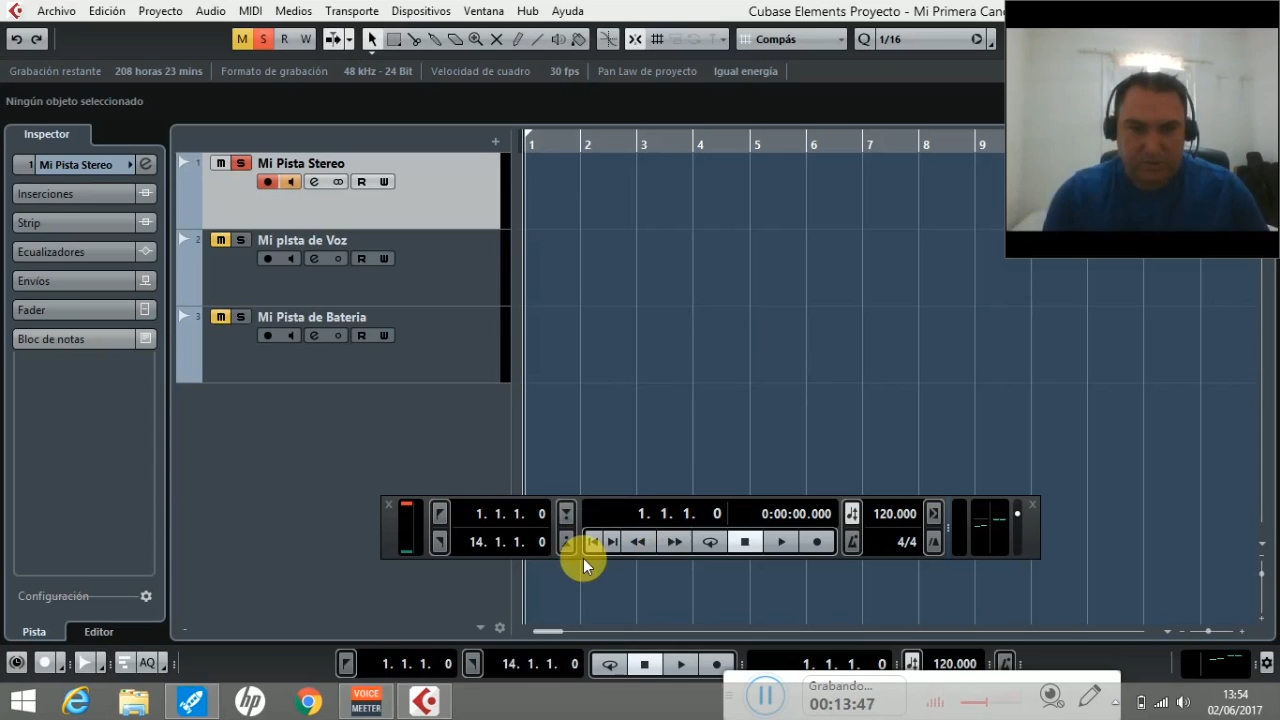 Archivo Edición Proyecto Audio MIDI Medios Transporte Dispositivos Ventana Hub Ayuda Cubase Elements Proyecto - Mi Primera Can
M S R W T Compás Q 1/16
Grabación restante 208 horas 23 mins Formato de grabación 48 kHz - 24 Bit Velocidad de cuadro 30 fps Pan Law de proyecto Igual energía
Ningún objeto seleccionado
Inspector
1 2 3 4 5 6 7 8 9
1 Mi Pista Stereo
Inserciones
Strip
Ecualizadores
Envíos
Fader
Bloc de notas
1 m S Mi Pista Stereo
e R W
2 m S Mi pIsta de Voz
e R W
3 m S Mi Pista de Bateria
e R W
x 1. 1. 1. 0 1. 1. 1. 0 0:00:00.000 120.000 x
14. 1. 1. 0 4/4
Configuración
Pista Editor
AQ 1. 1. 1. 0 14. 1. 1. 0 1. 1. 1. 0 120.000
Grabando...
00:13:47
VOICE
MEETER
hp
13:54
02/06/2017